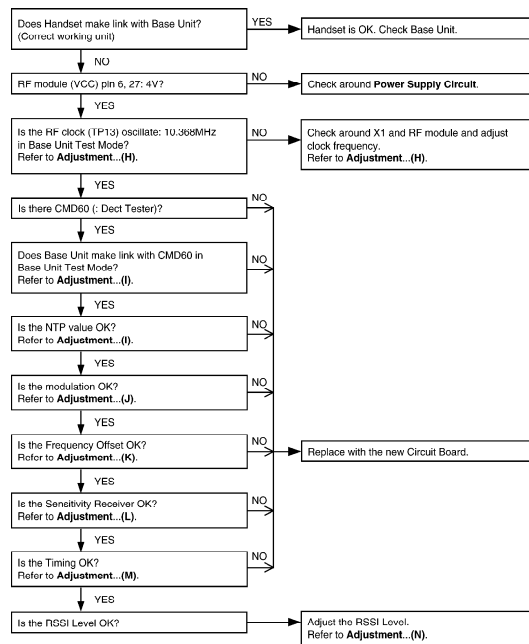 Does Handset make link with Base Unit?
(Correct working unit)
YES
Handset is OK. Check Base Unit.
NO
RF module (VCC) pin 6, 27: 4V?
NO
Check around Power Supply Circuit.
YES
Is the RF clock (TP13) oscillate: 10.368MHz
in Base Unit Test Mode?
Refer to Adjustment...(H).
NO
Check around X1 and RF module and adjust
clock frequency.
Refer to Adjustment...(H).
YES
Is there CMD60 (: Dect Tester)?
NO
YES
Does Base Unit make link with CMD60 in
Base Unit Test Mode?
Refer to Adjustment...(I).
NO
YES
Is the NTP value OK?
Refer to Adjustment...(I).
NO
YES
Is the modulation OK?
Refer to Adjustment...(J).
NO
YES
Is the Frequency Offset OK?
Refer to Adjustment...(K).
NO
Replace with the new Circuit Board.
YES
Is the Sensitivity Receiver OK?
Refer to Adjustment...(L).
NO
YES
Is the Timing OK?
Refer to Adjustment...(M).
NO
YES
Is the RSSI Level OK?
Adjust the RSSI Level.
Refer to Adjustment...(N).